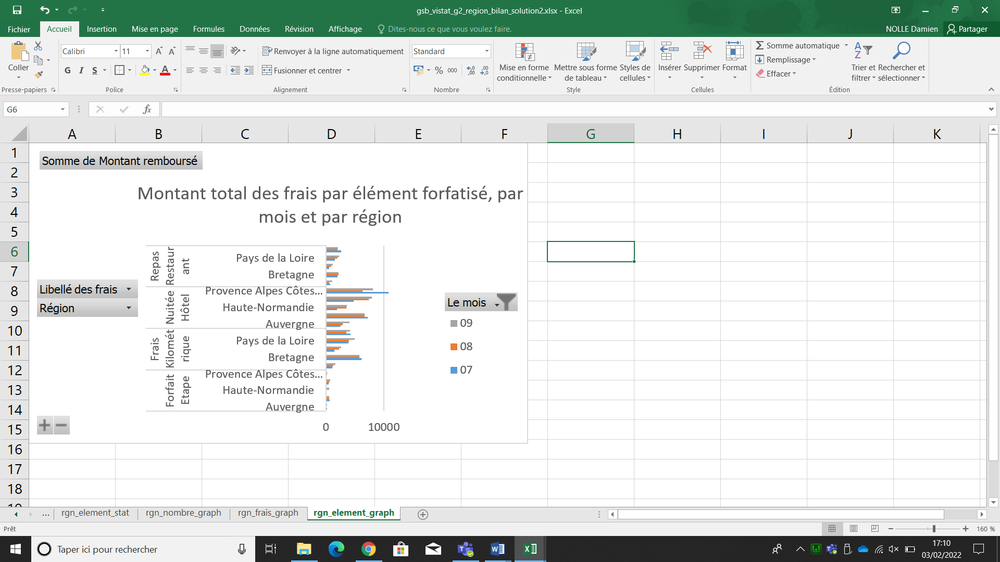 gsb_vistat_g2_region_bilan_solution2.xlsx - Excel
Fichier Accueil Insertion Mise en page Formules Données Révision Affichage Dites-nous ce que vous voulez faire. NOLLE Damien Partager
Coller
Presse-papiers
Calibri 11
G I S
Police
Renvoyer à la ligne automatiquement
Fusionner et centrer
Alignement
Standard
% 000
Nombre
Mise en forme conditionnelle
Mettre sous forme de tableau
Styles de cellules
Style
Insérer Supprimer Format
Cellules
Somme automatique
Remplissage
Effacer
Trier et filtrer
Rechercher et sélectionner
Édition
G6
fx
A B C D E F G H I J K
1
2
3
4
5
6
7
8
9
10
11
12
13
14
15
16
17
18
19
Somme de Montant remboursé
Montant total des frais par élément forfatisé, par
mois et par région
Libellé des frais
Région
Repas Restaurant
Pays de la Loire
Bretagne
Nuitée Hôtel
Provence Alpes Côtes...
Haute-Normandie
Auvergne
Frais Kilométrique
Pays de la Loire
Bretagne
Forfait Etape
Provence Alpes Côtes...
Haute-Normandie
Auvergne
0 10000
Le mois
09
08
07
... rgn_element_stat rgn_nombre_graph rgn_frais_graph rgn_element_graph
Prêt
160 %
Taper ici pour rechercher
17:10
03/02/2022